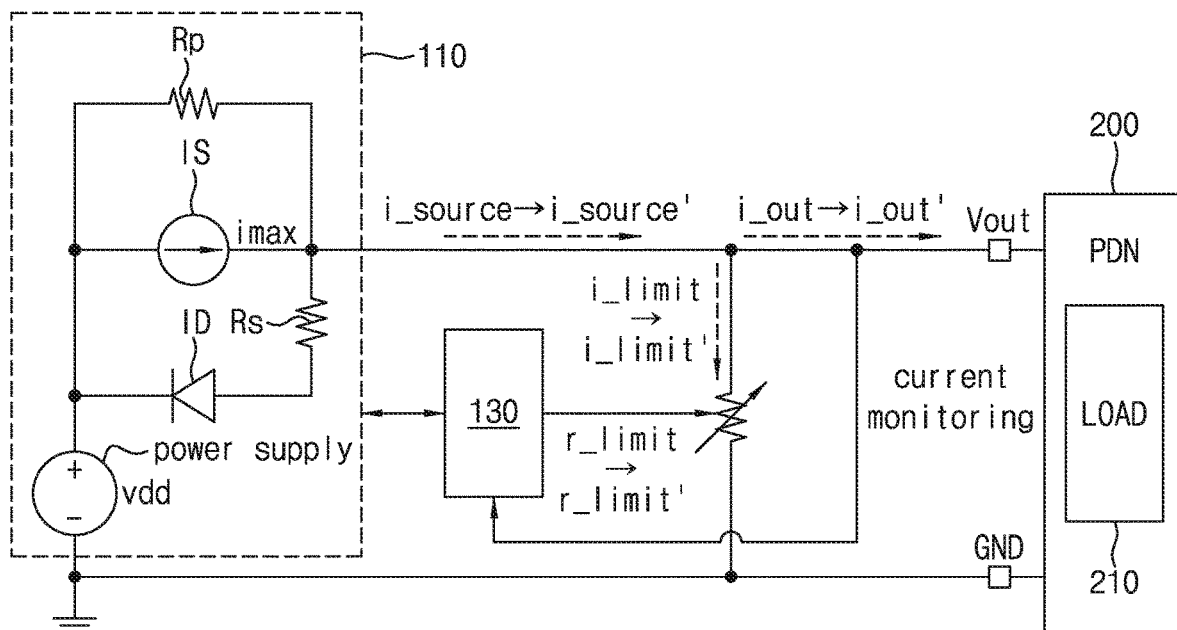 Rp
110
IS
imax
i_source→i_source'
i_out→i_out'
Vout
200
PDN
ID
Rs
i_limit
→
i_limit'
130
current
monitoring
LOAD
power supply
+
vdd
−
r_limit
→
r_limit'
GND
210